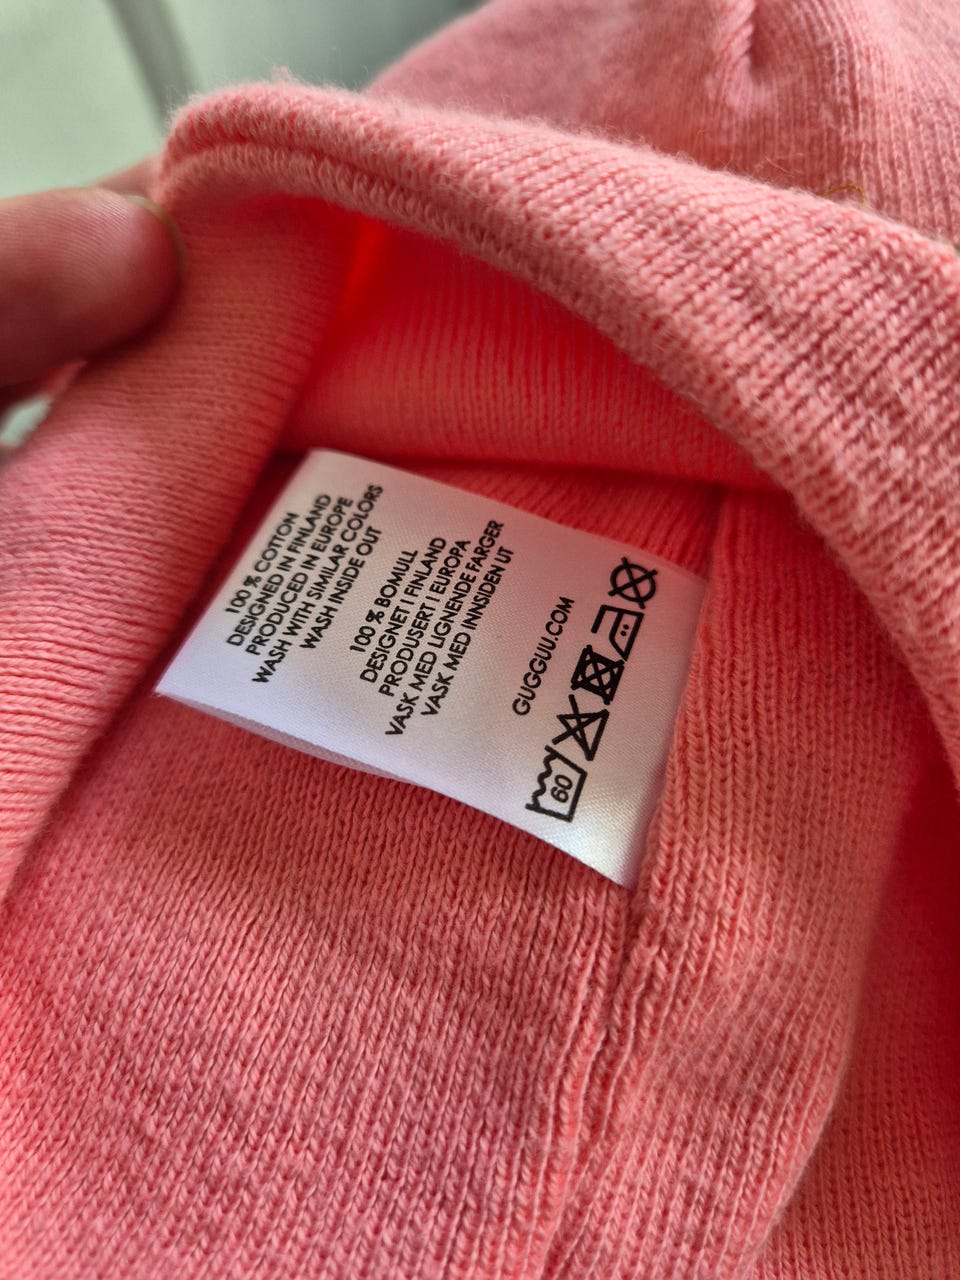 100 % COTTON
DESIGNED IN FINLAND
PRODUCED IN EUROPE
WASH WITH SIMILAR COLORS
WASH INSIDE OUT
100 % BOMULL
DESIGNET I FINLAND
PRODUSERT I EUROPA
VASK MED LIGNENDE FARGER
VASK MED INNSIDEN UT
GUGGUU.COM
60